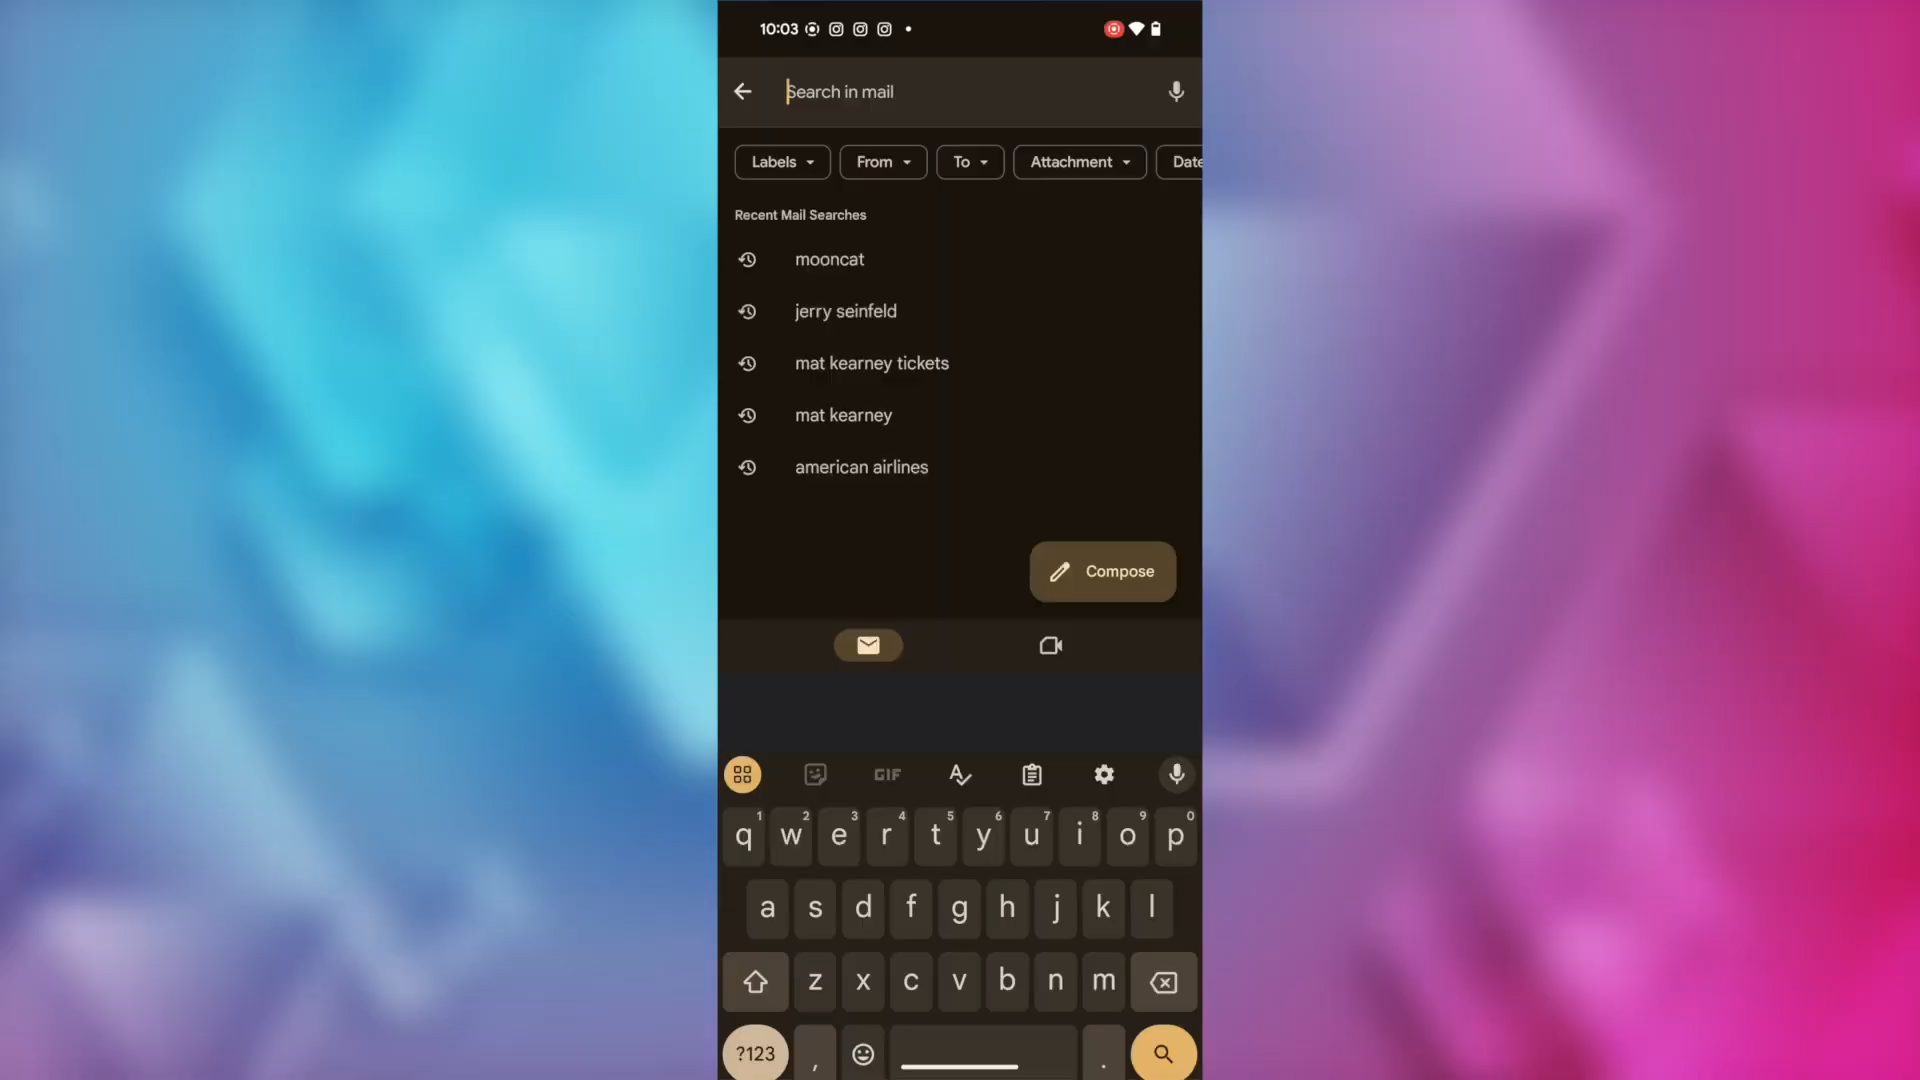 10:03
Search in mail
Labels From To Attachment Date
Recent Mail Searches
mooncat
jerry seinfeld
mat kearney tickets
mat kearney
american airlines
Compose
GIF
1 2 3 4 5 6 7 8 9 0
q w e r t y u i o p
a s d f g h j k l
z x c v b n m
?123 , .